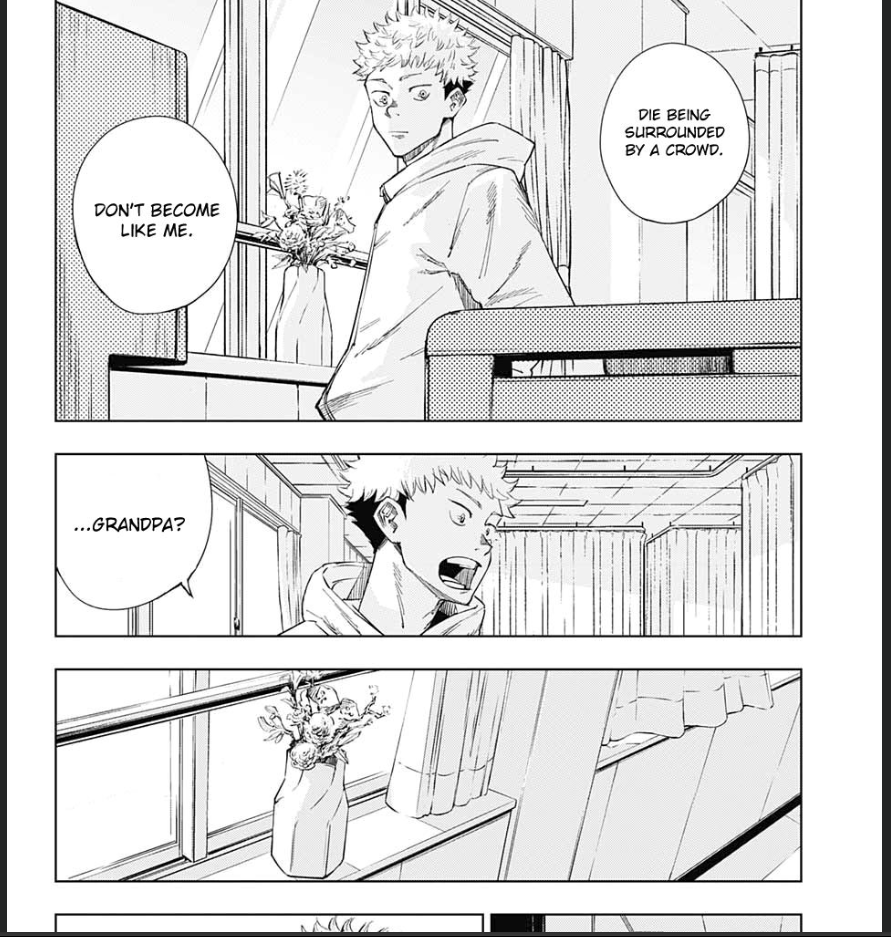 DIE BEING
SURROUNDED
BY A CROWD.
DON'T BECOME
LIKE ME.
...GRANDPA?